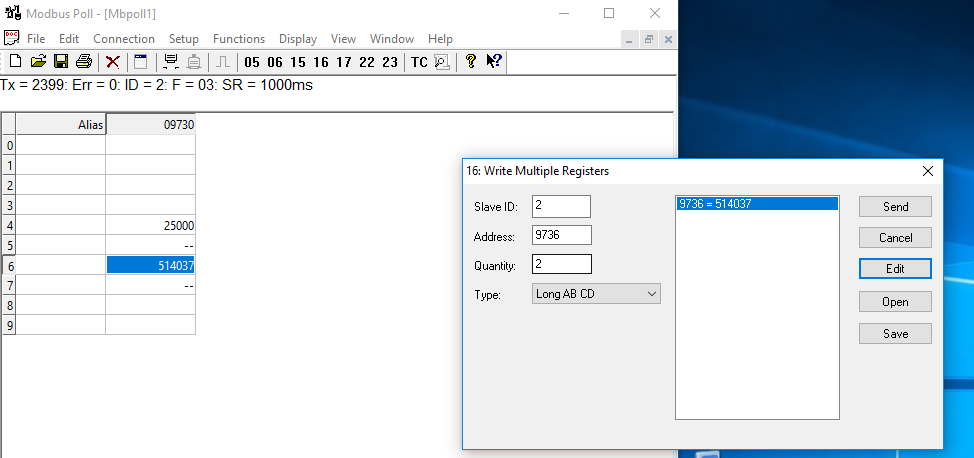 Modbus Poll - [Mbpoll1]
File Edit Connection Setup Functions Display View Window Help
05 06 15 16 17 22 23 TC
Tx = 2399: Err = 0: ID = 2: F = 03: SR = 1000ms
Alias 09730
0
1
2
3
4 25000
5 --
6 514037
7 --
8
9
16: Write Multiple Registers
Slave ID: 2
Address: 9736
Quantity: 2
Type: Long AB CD
9736 = 514037
Send
Cancel
Edit
Open
Save